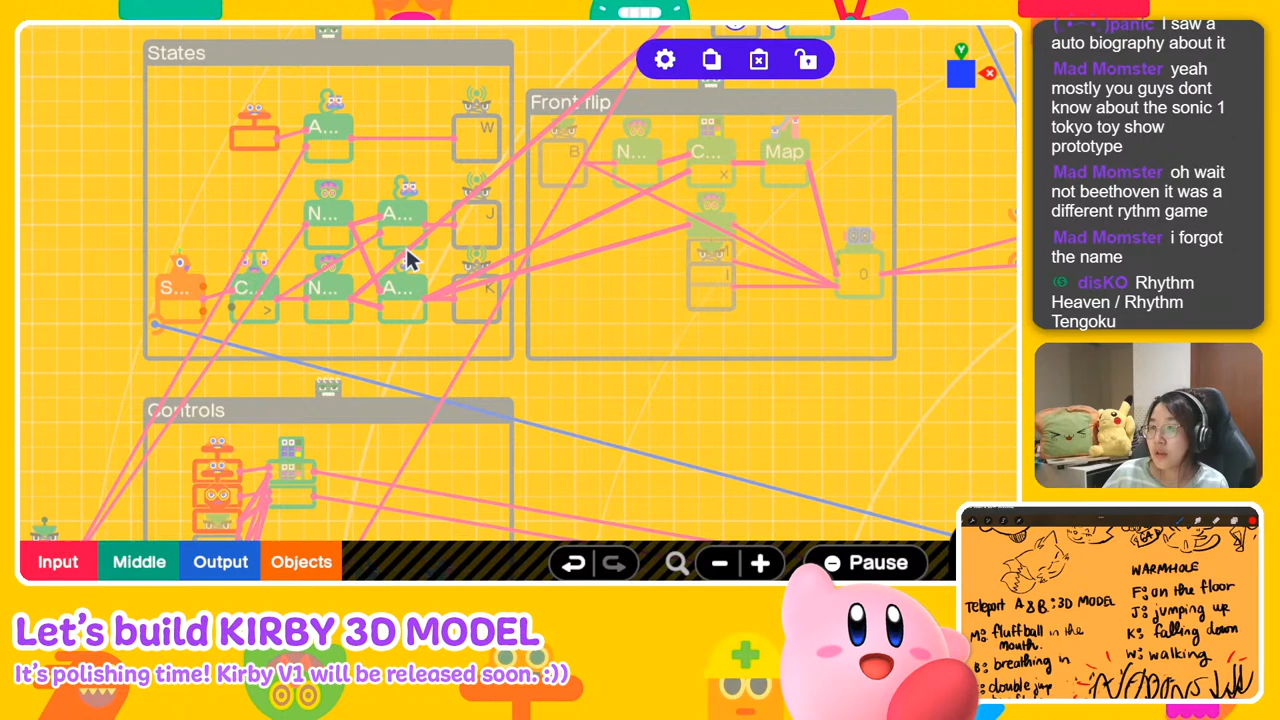 States
A...
W
N...
A...
J
S...
C...
>
N...
A...
K
Front flip
B
N...
C...
x
Map
I
0
Controls
Y
X
Input
Middle
Output
Objects
Pause
panic I saw a
auto biography about it
Mad Momster yeah
mostly you guys dont
know about the sonic 1
tokyo toy show
prototype
Mad Momster oh wait
not beethoven it was a
different rythm game
Mad Momster i forgot
the name
disKO Rhythm
Heaven / Rhythm
Tengoku
Teleport A&B: 3D MODEL
M: fluffball in the
mouth.
B: breathing in
: double jump
WARMHOLE
F: on the floor
J: jumping up
K: falling down
W: walking
Let's build KIRBY 3D MODEL
It's polishing time! Kirby V1 will be released soon. :))